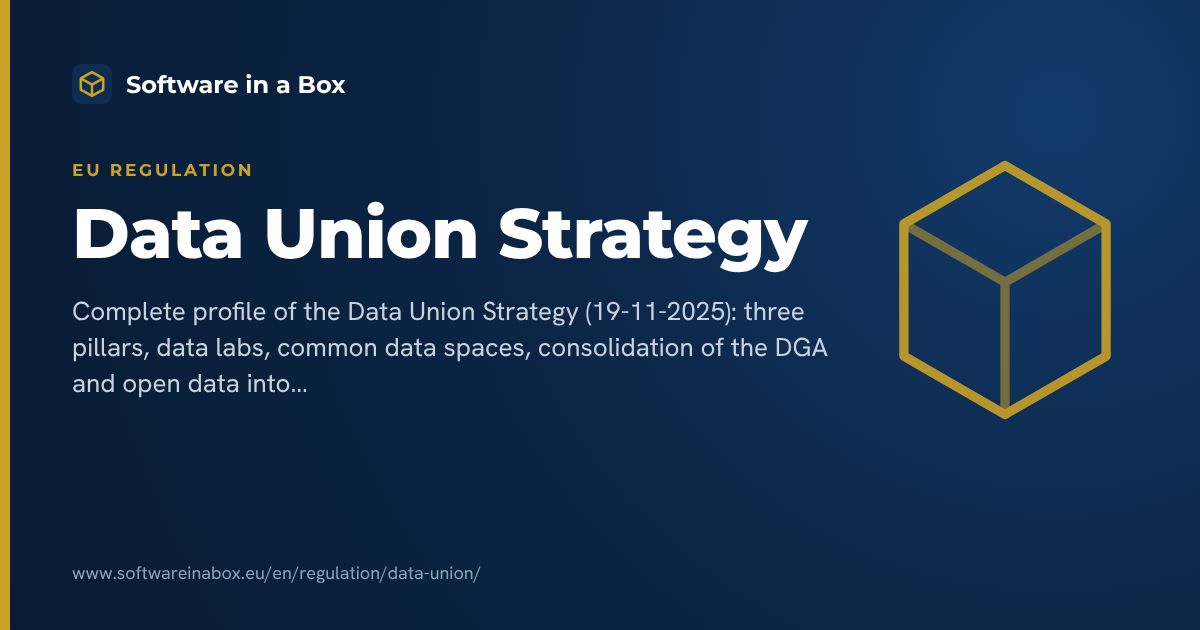 Software in a Box
EU REGULATION
Data Union Strategy
Complete profile of the Data Union Strategy (19-11-2025): three
pillars, data labs, common data spaces, consolidation of the DGA
and open data into...
www.softwareinabox.eu/en/regulation/data-union/